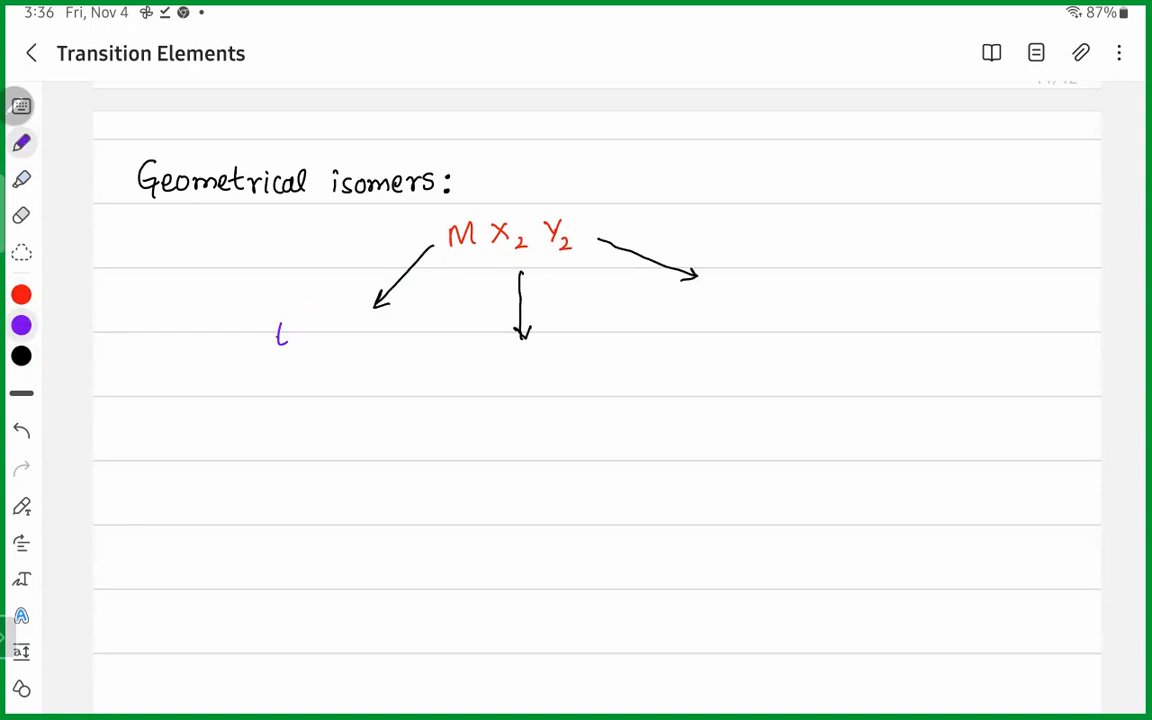 3:36 Fri, Nov 4
87%
Transition Elements
Geometrical isomers:
M X₂ Y₂